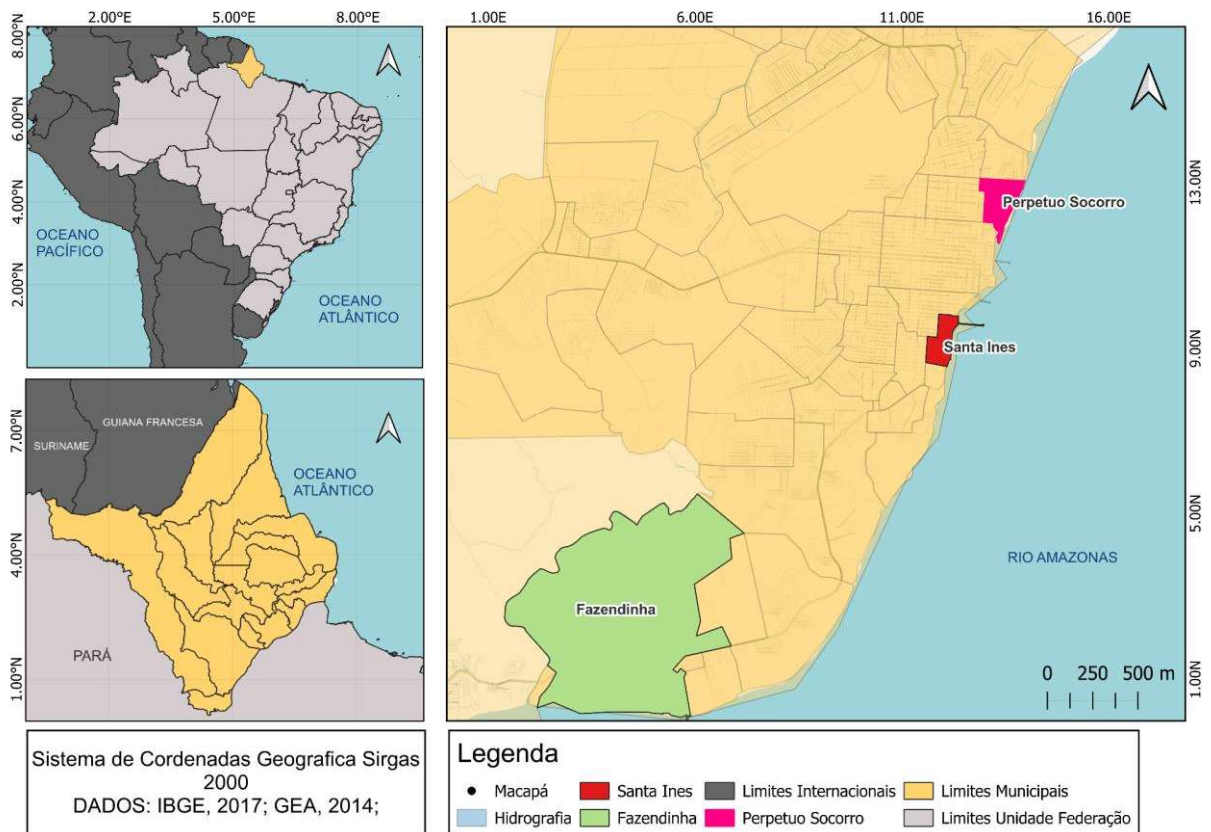 2.00°E 5.00°E 8.00°E
8.00°N
6.00°N
4.00°N
2.00°N
OCEANO
PACÍFICO
OCEANO
ATLÂNTICO
7.00°N
4.00°N
1.00°N
GUIANA FRANCESA
SURINAME
OCEANO
ATLÂNTICO
PARÁ
1.00E 6.00E 11.00E 16.00E
13.00N
9.00N
5.00N
1.00N
Perpetuo Socorro
Santa Ines
Fazendinha
RIO AMAZONAS
0 250 500 m
Sistema de Cordenadas Geografica Sirgas
2000
DADOS: IBGE, 2017; GEA, 2014;
Legenda
Macapá Santa Ines Limites Internacionais Limites Municipais
Hidrografia Fazendinha Perpetuo Socorro Limites Unidade Federação